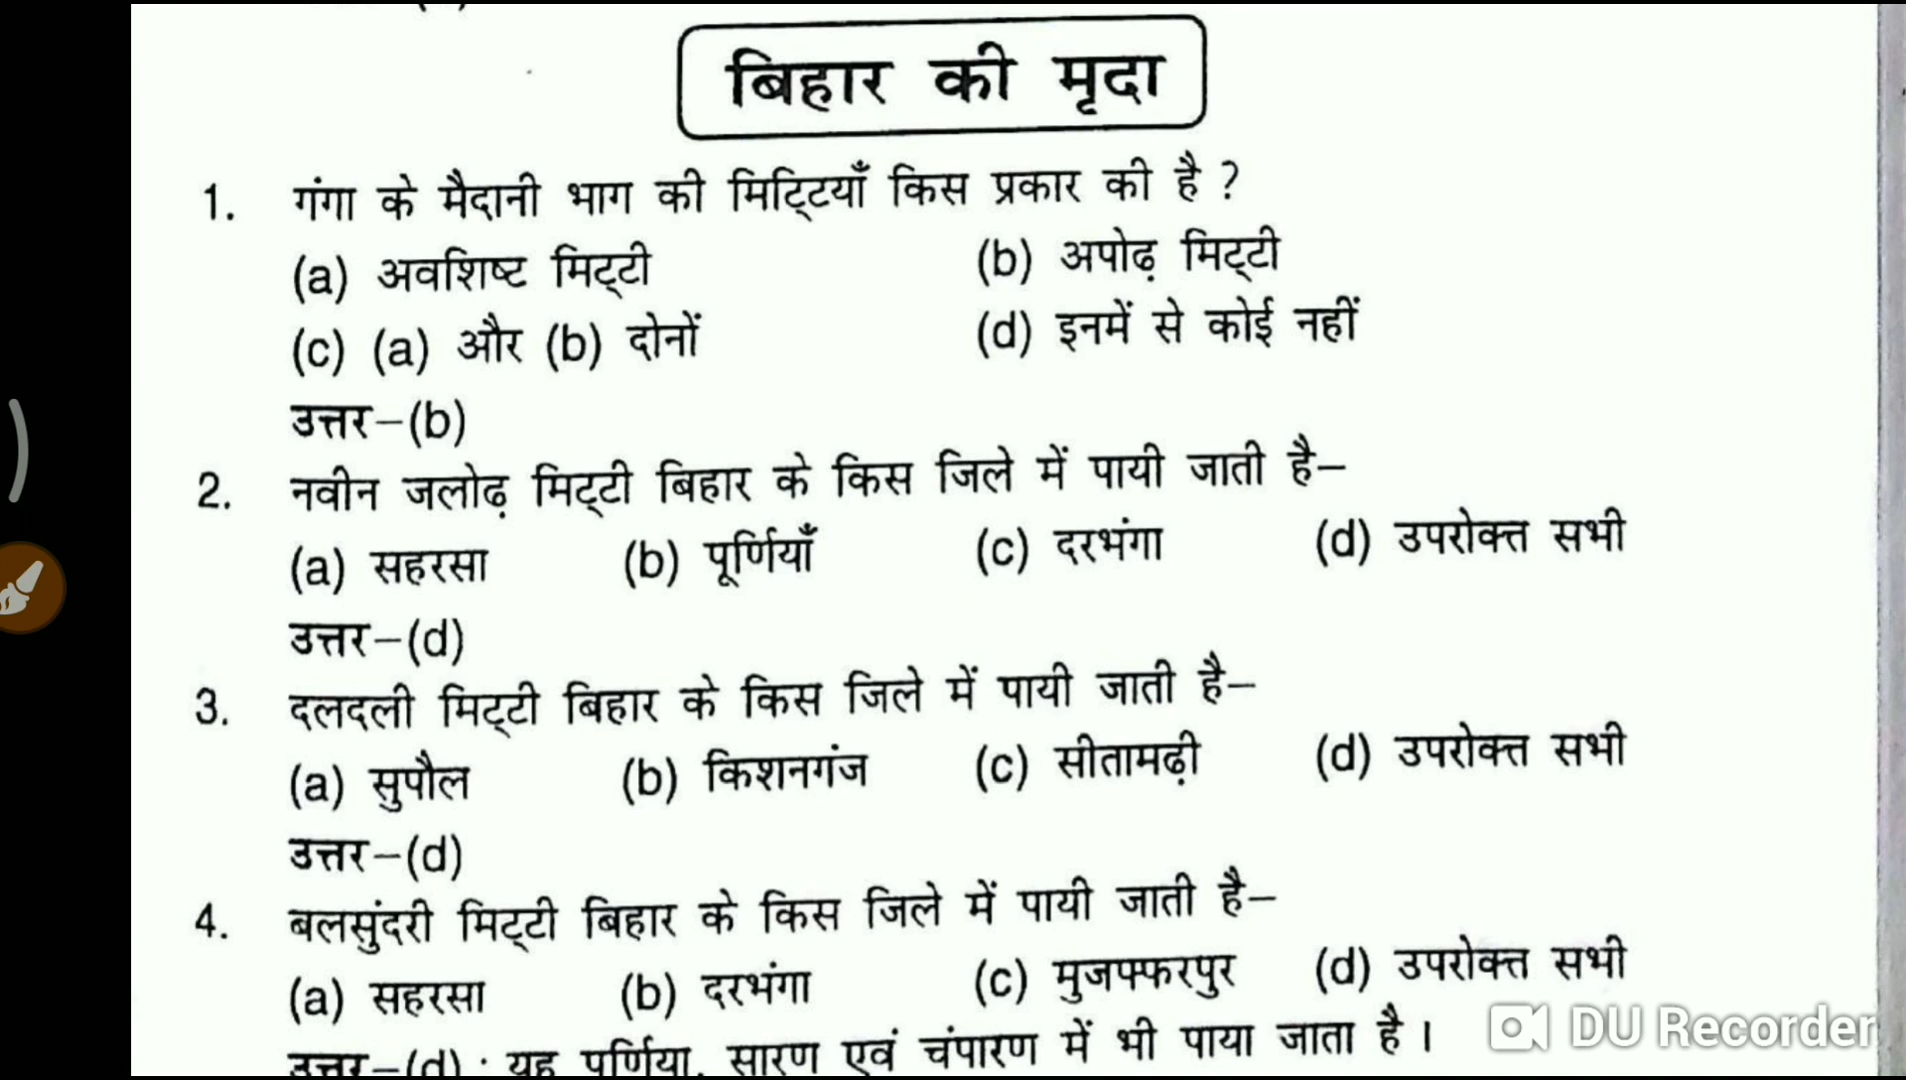 बिहार की मृदा
1. गंगा के मैदानी भाग की मिट्टियाँ किस प्रकार की है ?
(a) अवशिष्ट मिट्टी (b) अपोढ़ मिट्टी
(c) (a) और (b) दोनों (d) इनमें से कोई नहीं
उत्तर–(b)
2. नवीन जलोढ़ मिट्टी बिहार के किस जिले में पायी जाती है–
(a) सहरसा (b) पूर्णियाँ (c) दरभंगा (d) उपरोक्त सभी
उत्तर–(d)
3. दलदली मिट्टी बिहार के किस जिले में पायी जाती है–
(a) सुपौल (b) किशनगंज (c) सीतामढ़ी (d) उपरोक्त सभी
उत्तर–(d)
4. बलसुंदरी मिट्टी बिहार के किस जिले में पायी जाती है–
(a) सहरसा (b) दरभंगा (c) मुजफ्फरपुर (d) उपरोक्त सभी
उत्तर–(d) : यह पूर्णिया, सारण एवं चंपारण में भी पाया जाता है।
DU Recorder